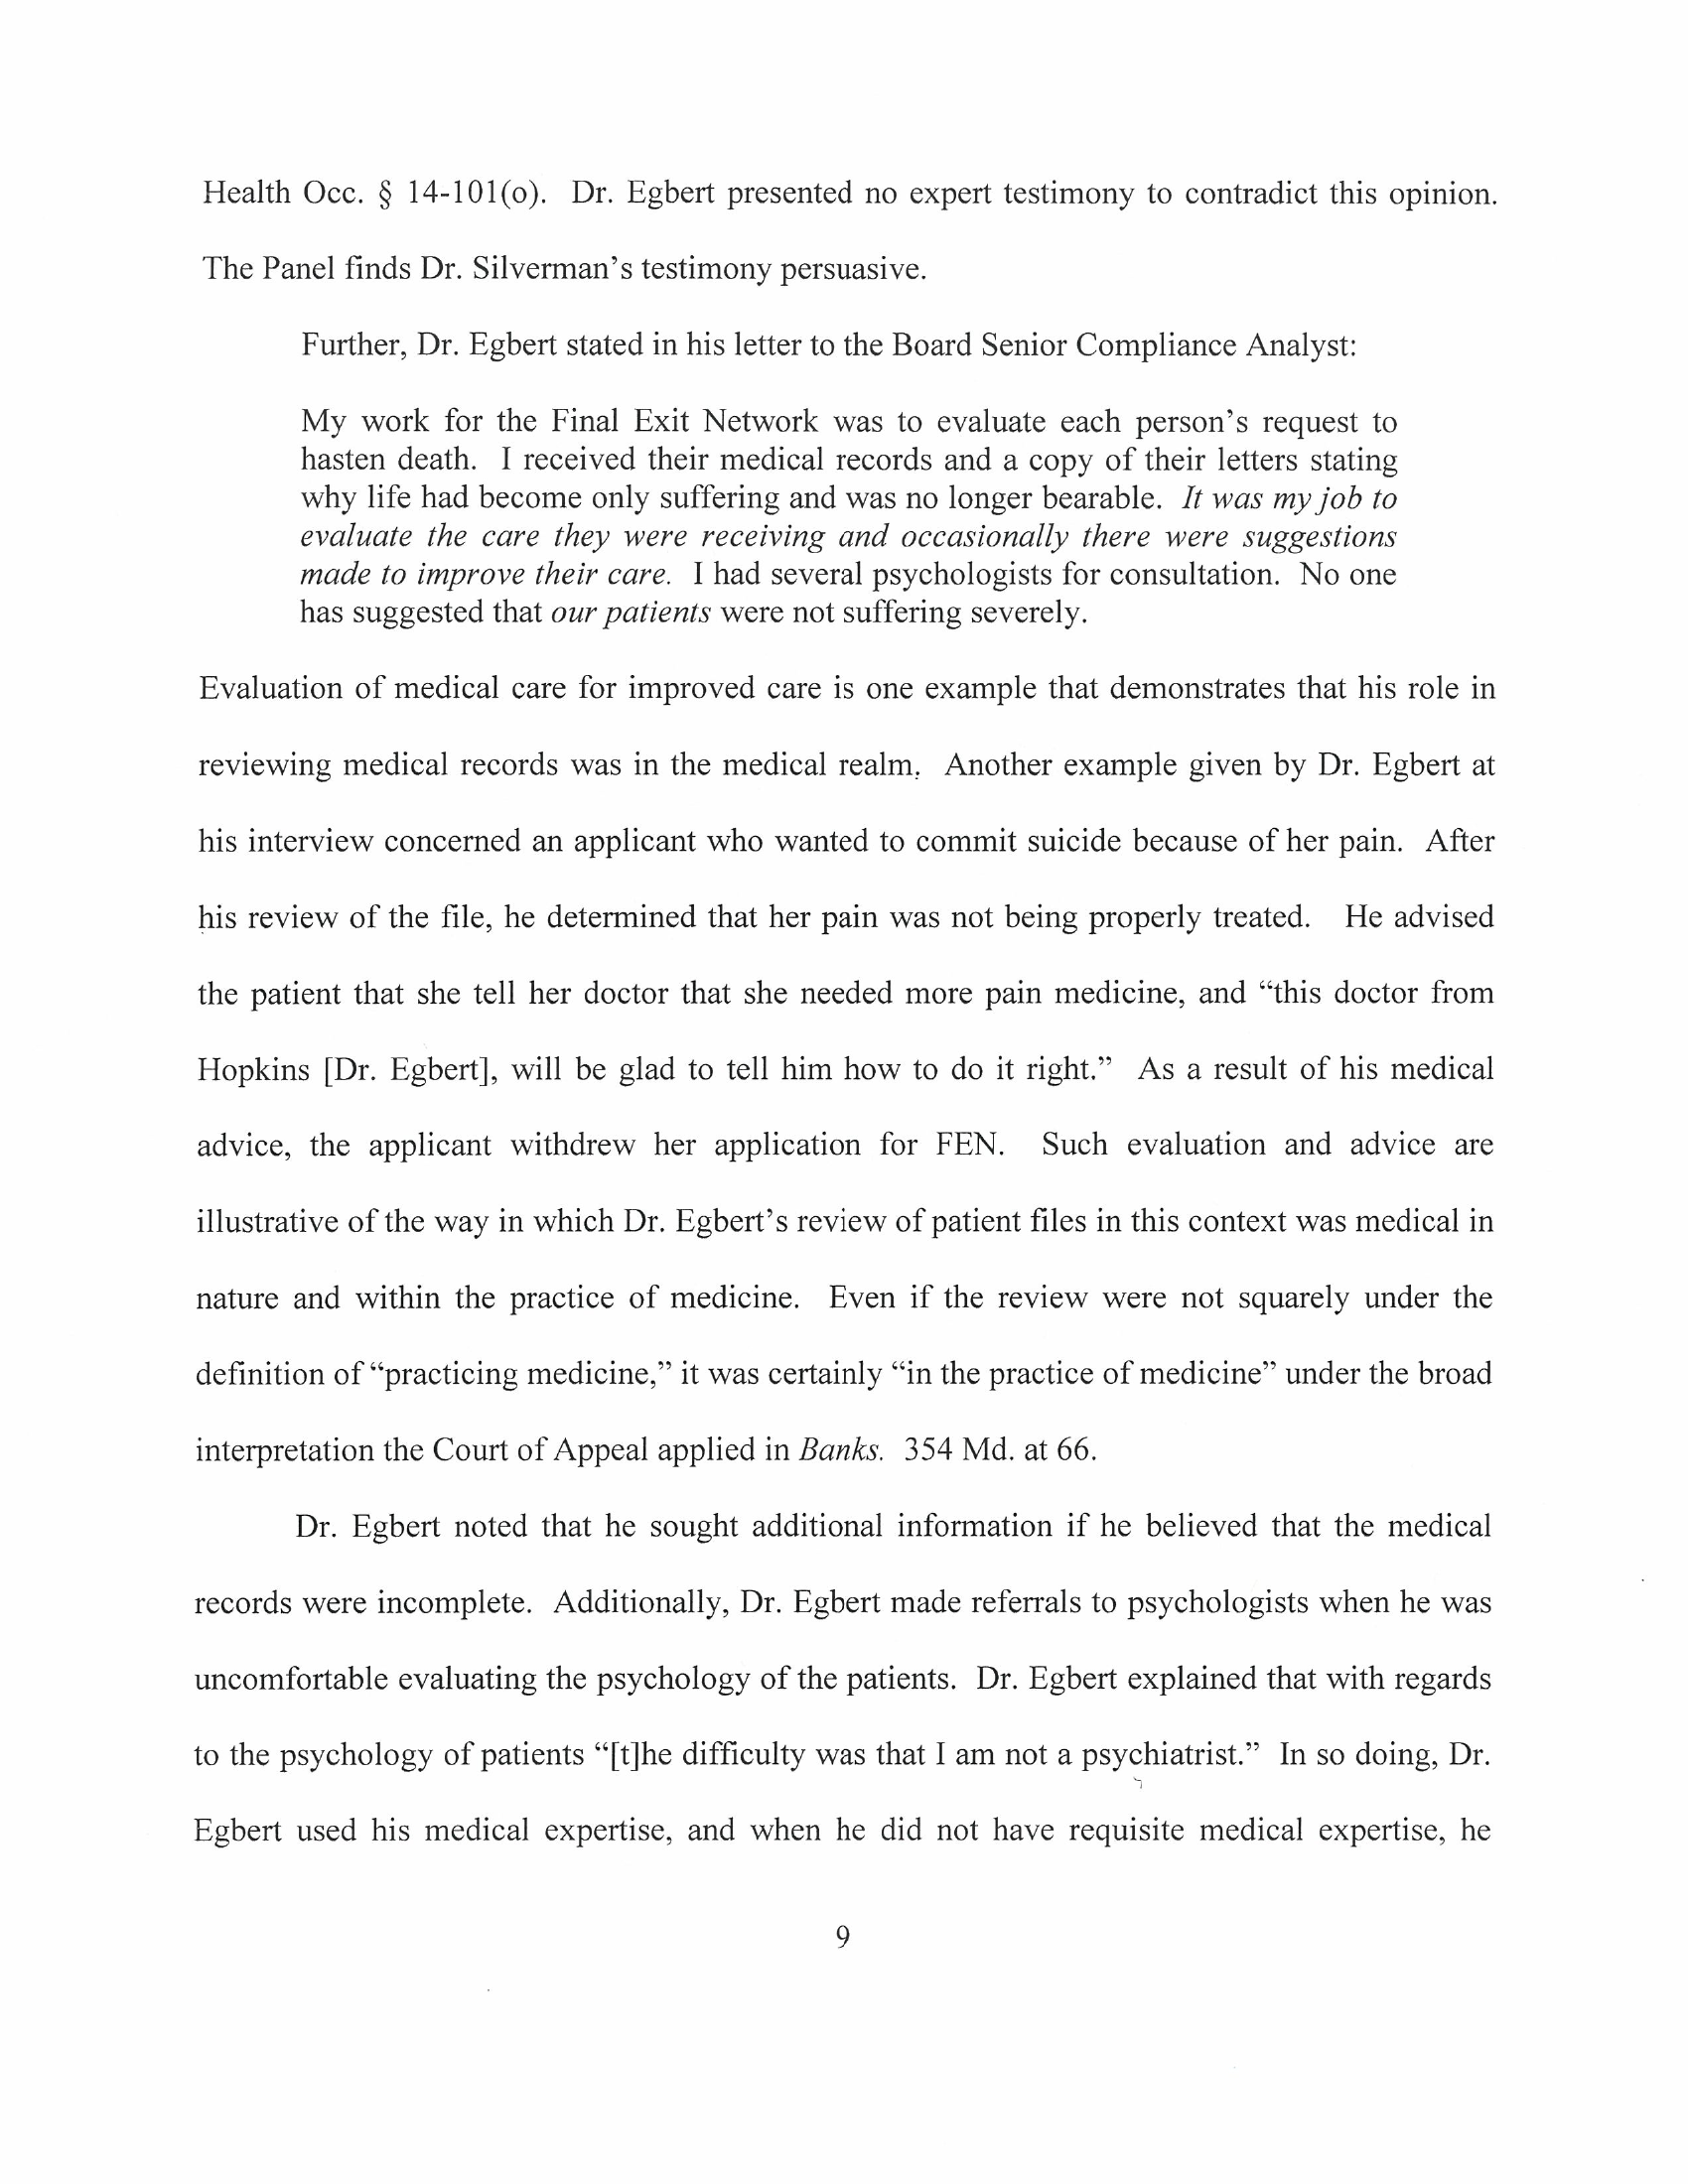 Health Occ. § 14-101(o). Dr. Egbert presented no expert testimony to contradict this opinion.
The Panel finds Dr. Silverman's testimony persuasive.
Further, Dr. Egbert stated in his letter to the Board Senior Compliance Analyst:
My work for the Final Exit Network was to evaluate each person's request to
hasten death. I received their medical records and a copy of their letters stating
why life had become only suffering and was no longer bearable. It was my job to
evaluate the care they were receiving and occasionally there were suggestions
made to improve their care. I had several psychologists for consultation. No one
has suggested that our patients were not suffering severely.
Evaluation of medical care for improved care is one example that demonstrates that his role in
reviewing medical records was in the medical realm. Another example given by Dr. Egbert at
his interview concerned an applicant who wanted to commit suicide because of her pain. After
his review of the file, he determined that her pain was not being properly treated. He advised
the patient that she tell her doctor that she needed more pain medicine, and “this doctor from
Hopkins [Dr. Egbert], will be glad to tell him how to do it right.” As a result of his medical
advice, the applicant withdrew her application for FEN. Such evaluation and advice are
illustrative of the way in which Dr. Egbert's review of patient files in this context was medical in
nature and within the practice of medicine. Even if the review were not squarely under the
definition of “practicing medicine,” it was certainly “in the practice of medicine” under the broad
interpretation the Court of Appeal applied in Banks. 354 Md. at 66.
Dr. Egbert noted that he sought additional information if he believed that the medical
records were incomplete. Additionally, Dr. Egbert made referrals to psychologists when he was
uncomfortable evaluating the psychology of the patients. Dr. Egbert explained that with regards
to the psychology of patients “[t]he difficulty was that I am not a psychiatrist.” In so doing, Dr.
Egbert used his medical expertise, and when he did not have requisite medical expertise, he
9